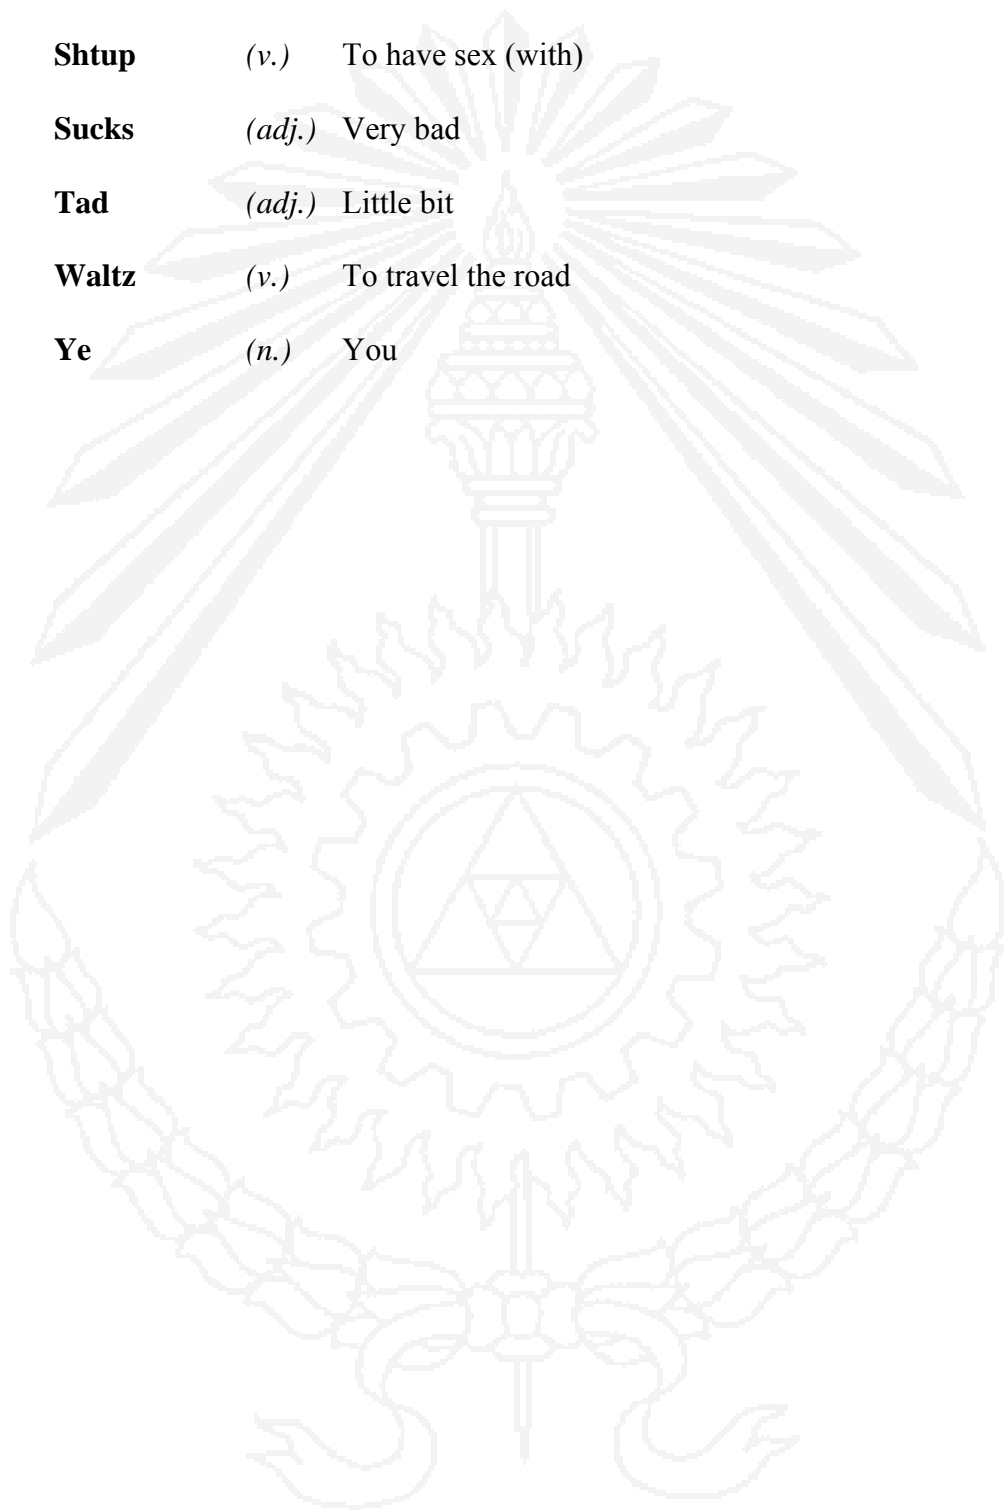 Shtup (v.) To have sex (with)
Sucks (adj.) Very bad
Tad (adj.) Little bit
Waltz (v.) To travel the road
Ye (n.) You